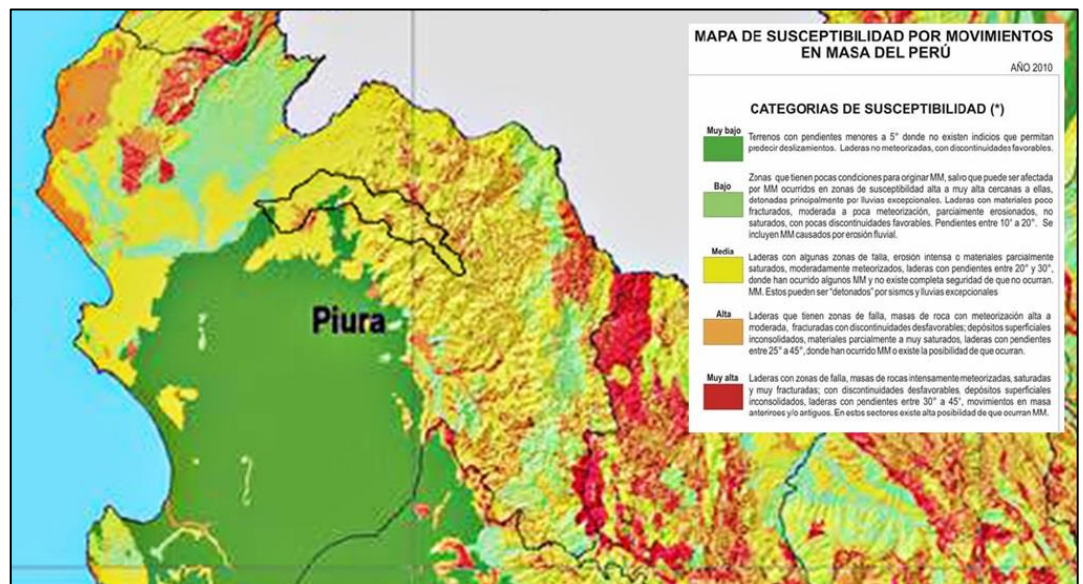 MAPA DE SUSCEPTIBILIDAD POR MOVIMIENTOS
EN MASA DEL PERÚ
AÑO 2010
CATEGORIAS DE SUSCEPTIBILIDAD (*)
Muy bajo
Terrenos con pendientes menores a 5° donde no existen indicios que permitan
predecir deslizamientos. Laderas no meteorizadas, con discontinuidades favorables.
Bajo
Zonas que tienen pocas condiciones para originar MM, salvo que puede ser afectada
por MM ocurridos en zonas de susceptibilidad alta a muy alta cercanas a ellas,
detonadas principalmente por lluvias excepcionales. Laderas con materiales poco
fracturados, moderada a poca meteorización, parcialmente erosionados, no
saturados, con pocas discontinuidades favorables. Pendientes entre 10° a 20°. Se
incluyen MM causados por erosión fluvial.
Media
Laderas con algunas zonas de falla, erosión intensa o materiales parcialmente
saturados, moderadamente meteorizados, laderas con pendientes entre 20° y 30°,
donde han ocurrido algunos MM y no existe completa seguridad de que no ocurran.
MM. Estos pueden ser "detonados" por sismos y lluvias excepcionales
Alta
Laderas que tienen zonas de falla, masas de roca con meteorización alta a
moderada, fracturadas con discontinuidades desfavorables; depósitos superficiales
inconsolidados, materiales parcialmente a muy saturados, laderas con pendientes
entre 25° a 45°, donde han ocurrido MM o existe la posibilidad de que ocurran.
Muy alta
Laderas con zonas de falla, masas de rocas intensamente meteorizadas, saturadas
y muy fracturadas; con discontinuidades desfavorables, depósitos superficiales
inconsolidados, laderas con pendientes entre 30° a 45°, movimientos en masa
anteriroes y/o antiguos. En estos sectores existe alta posibilidad de que ocurran MM.
Piura